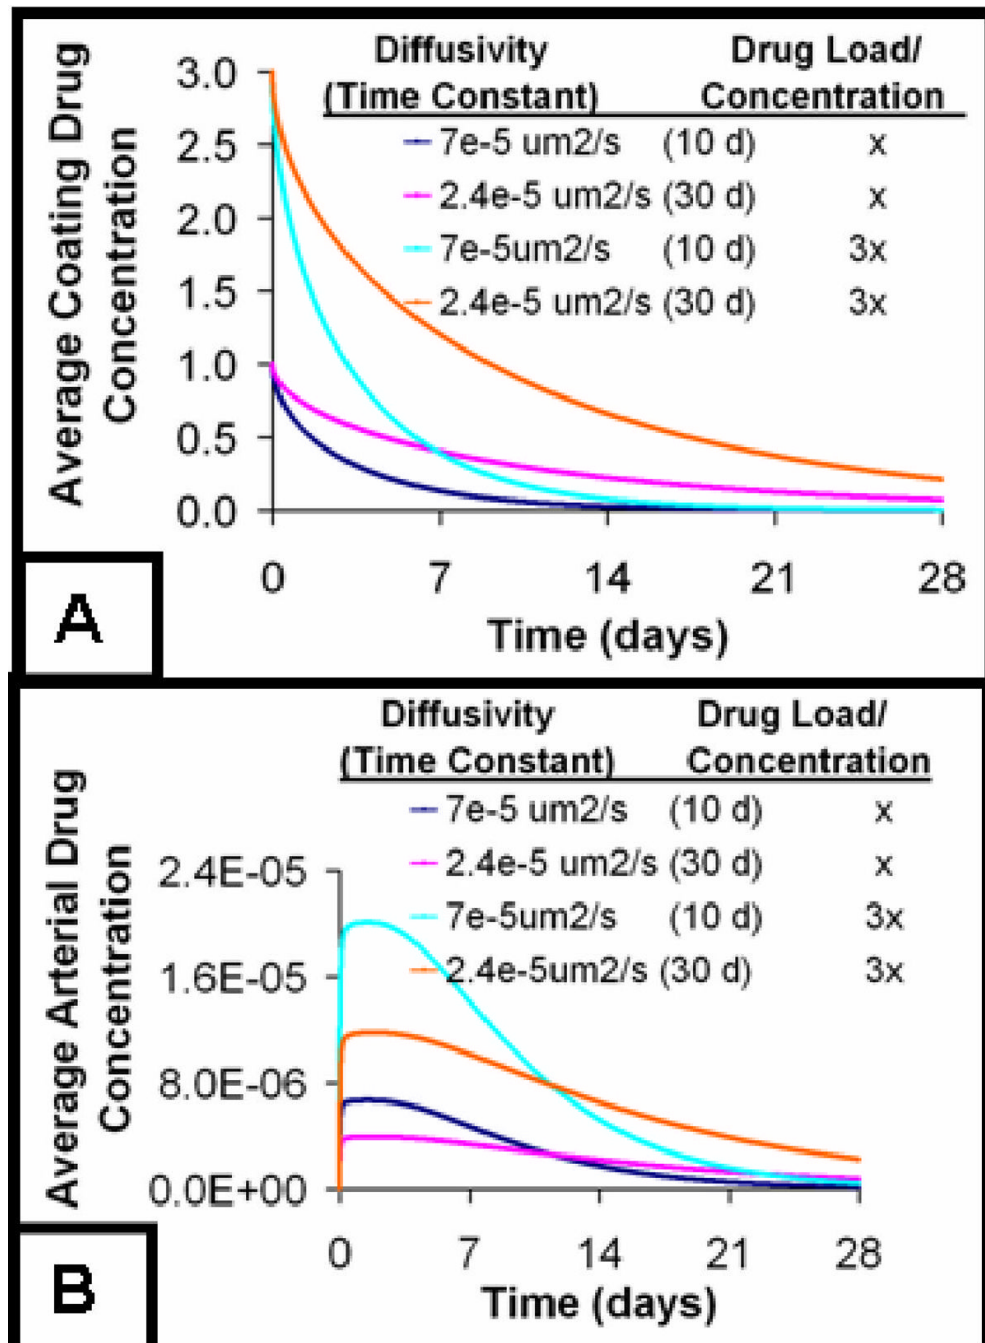 Diffusivity Drug Load/
(Time Constant) Concentration
7e-5 um2/s (10 d) x
2.4e-5 um2/s (30 d) x
7e-5um2/s (10 d) 3x
2.4e-5 um2/s (30 d) 3x
Average Coating Drug
Concentration
3.0
2.5
2.0
1.5
1.0
0.5
0.0
0 7 14 21 28
Time (days)
A
Diffusivity Drug Load/
(Time Constant) Concentration
7e-5 um2/s (10 d) x
2.4e-5 um2/s (30 d) x
7e-5um2/s (10 d) 3x
2.4e-5um2/s (30 d) 3x
Average Arterial Drug
Concentration
2.4E-05
1.6E-05
8.0E-06
0.0E+00
0 7 14 21 28
Time (days)
B